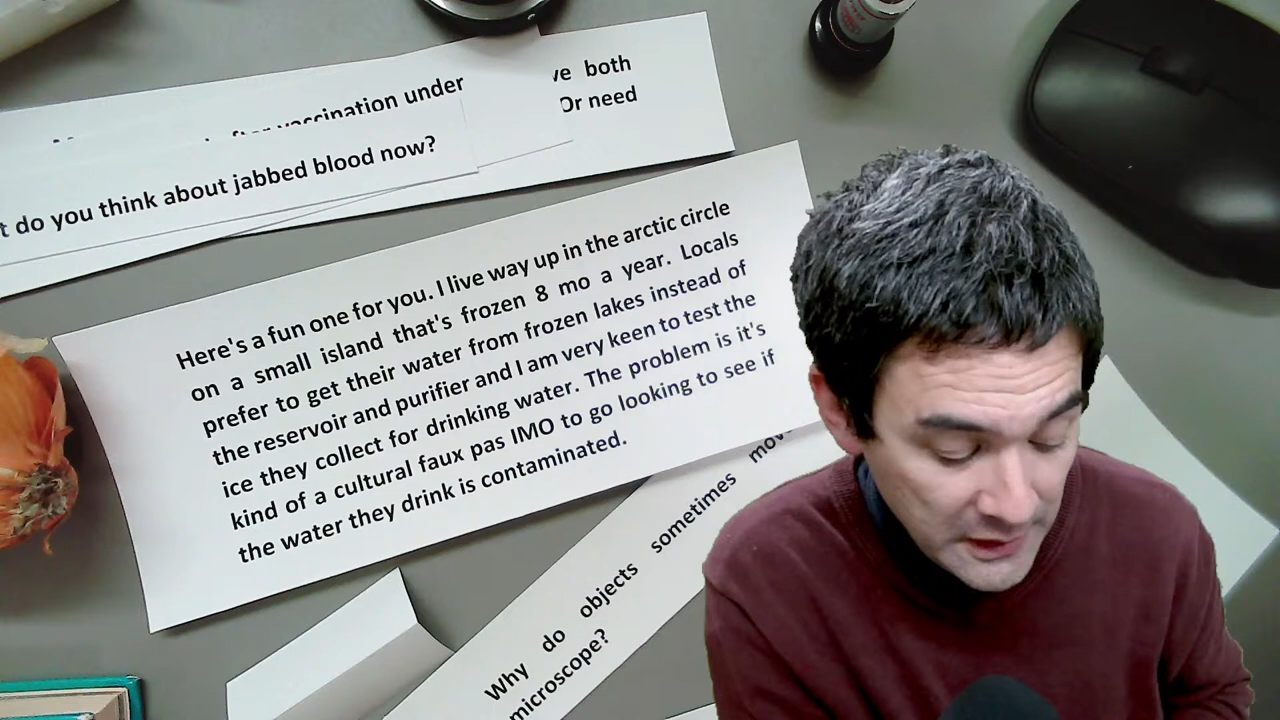 vaccination under
ve both
Or need
t do you think about jabbed blood now?
Here's a fun one for you. I live way up in the arctic circle
on a small island that's frozen 8 mo a year. Locals
prefer to get their water from frozen lakes instead of
the reservoir and purifier and I am very keen to test the
ice they collect for drinking water. The problem is it's
kind of a cultural faux pas IMO to go looking to see if
the water they drink is contaminated.
Why do objects sometimes
microscope?